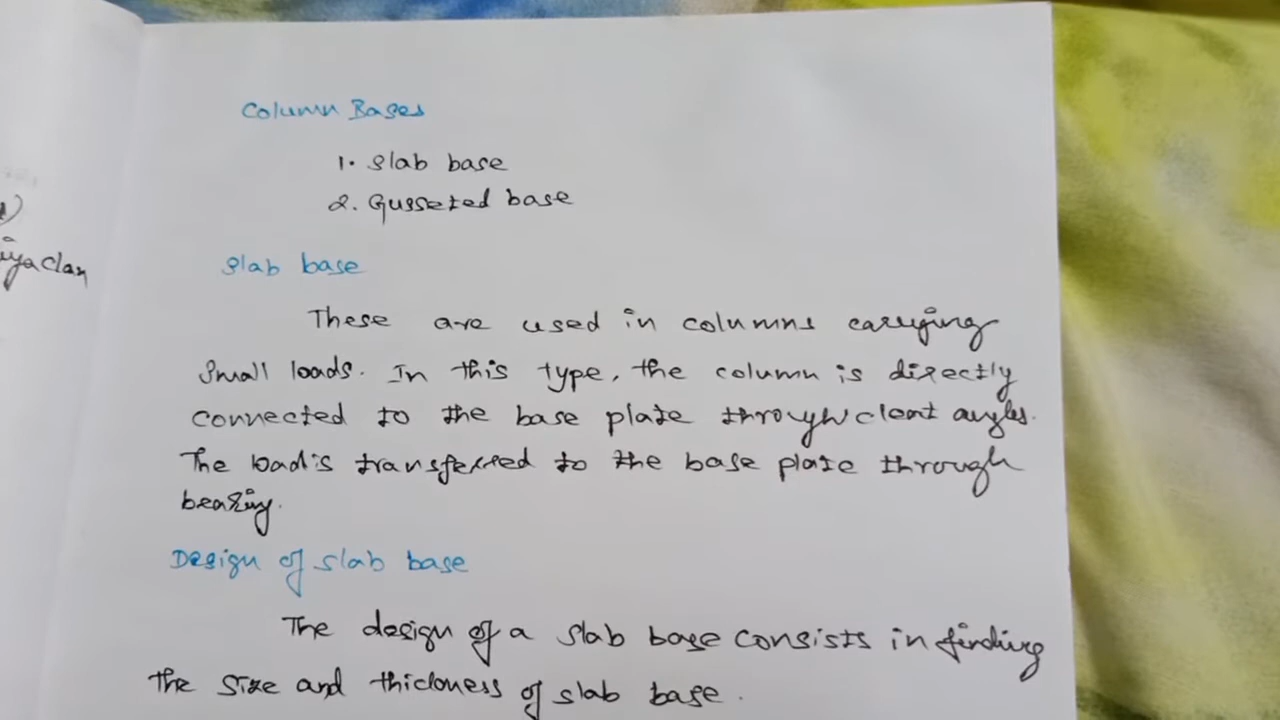 Column Bases
1. Slab base
2. Gusseted base
Slab base
These are used in columns carrying
small loads. In this type, the column is directly
connected to the base plate through cleat angles.
The load is transferred to the base plate through
bearing.
Design of slab base
The design of a slab base consists in finding
the size and thickness of slab base.